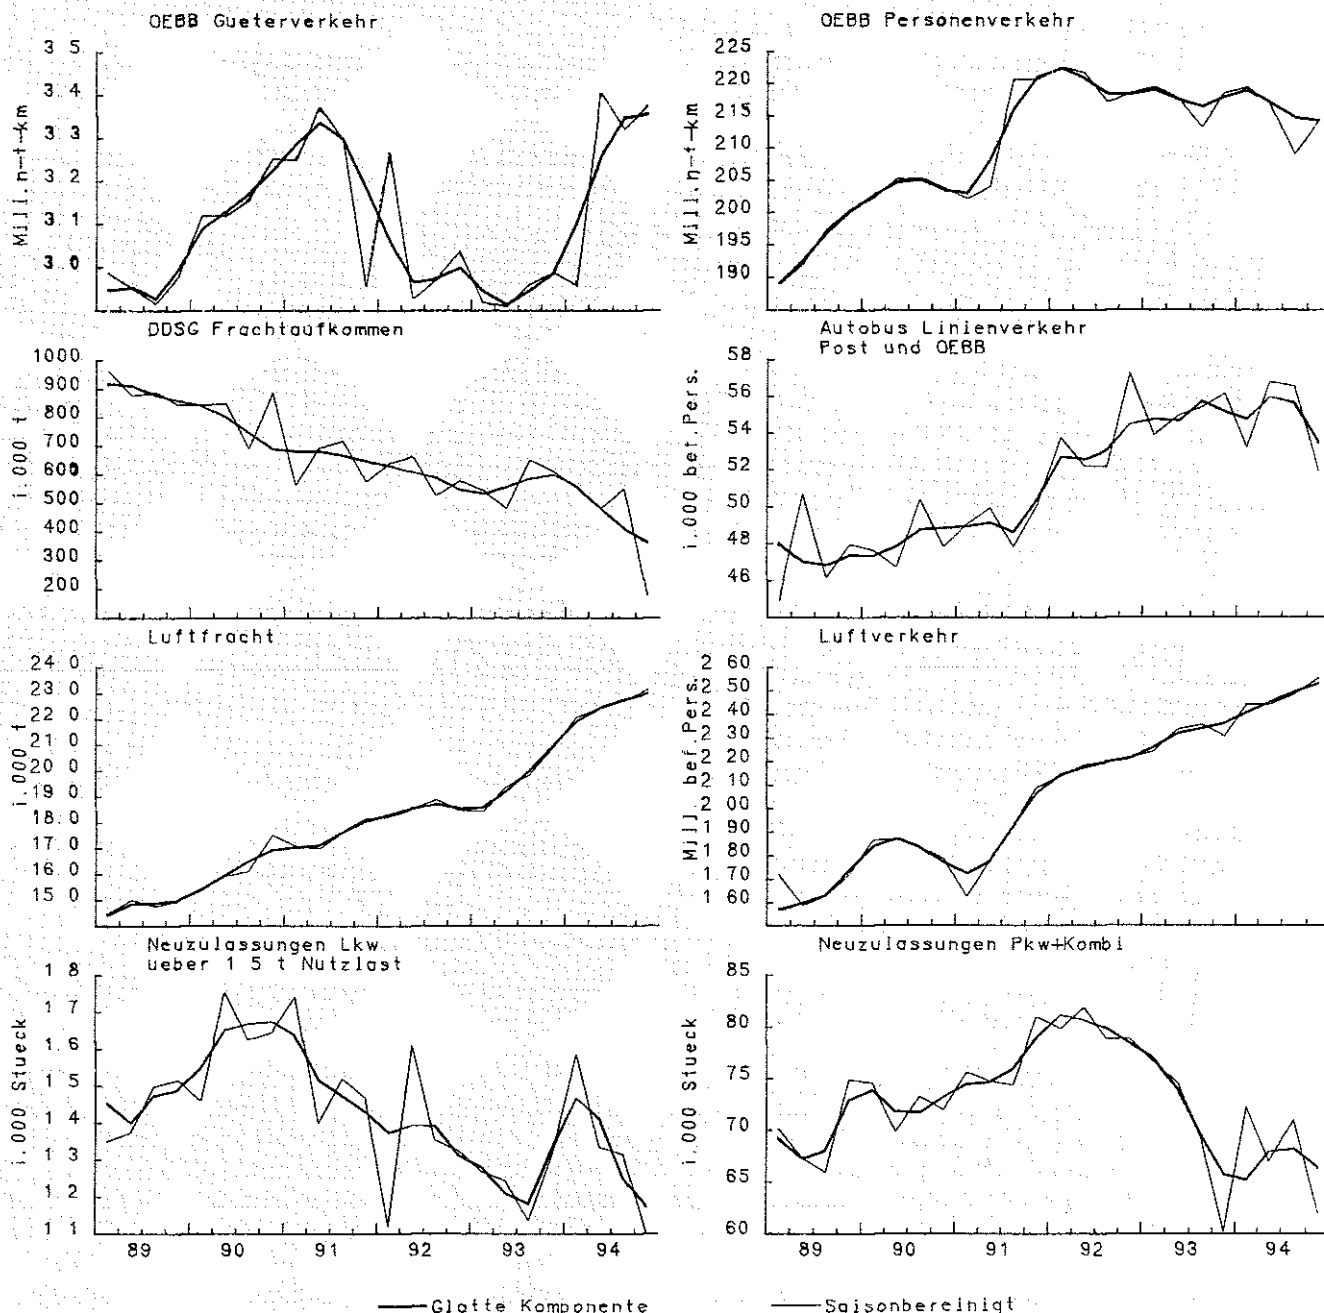 OEBB Gueterverkehr
Mill.n-t-km
3 5
3 4
3 3
3 2
3 1
3 0
OEBB Personenverkehr
Mill.n-t-km
225
220
215
210
205
200
195
190
DDSG Frachtaufkommen
i.000 t
1000
900
800
700
600
500
400
300
200
Autobus Linienverkehr
Post und OEBB
i.000 bef.Pers.
58
56
54
52
50
48
46
Luftfracht
i.000 t
24 0
23 0
22 0
21 0
20 0
19 0
18 0
17 0
16 0
15 0
Luftverkehr
Mill. bef.Pers.
2 60
2 50
2 40
2 30
2 20
2 10
2 00
1 90
1 80
1 70
1 60
Neuzulassungen Lkw
ueber 1 5 t Nutzlast
i.000 Stueck
1 8
1 7
1 6
1 5
1 4
1 3
1 2
1 1
89 90 91 92 93 94
Neuzulassungen Pkw+Kombi
i.000 Stueck
85
80
75
70
65
60
89 90 91 92 93 94
Glatte Komponente
Saisonbereinigt